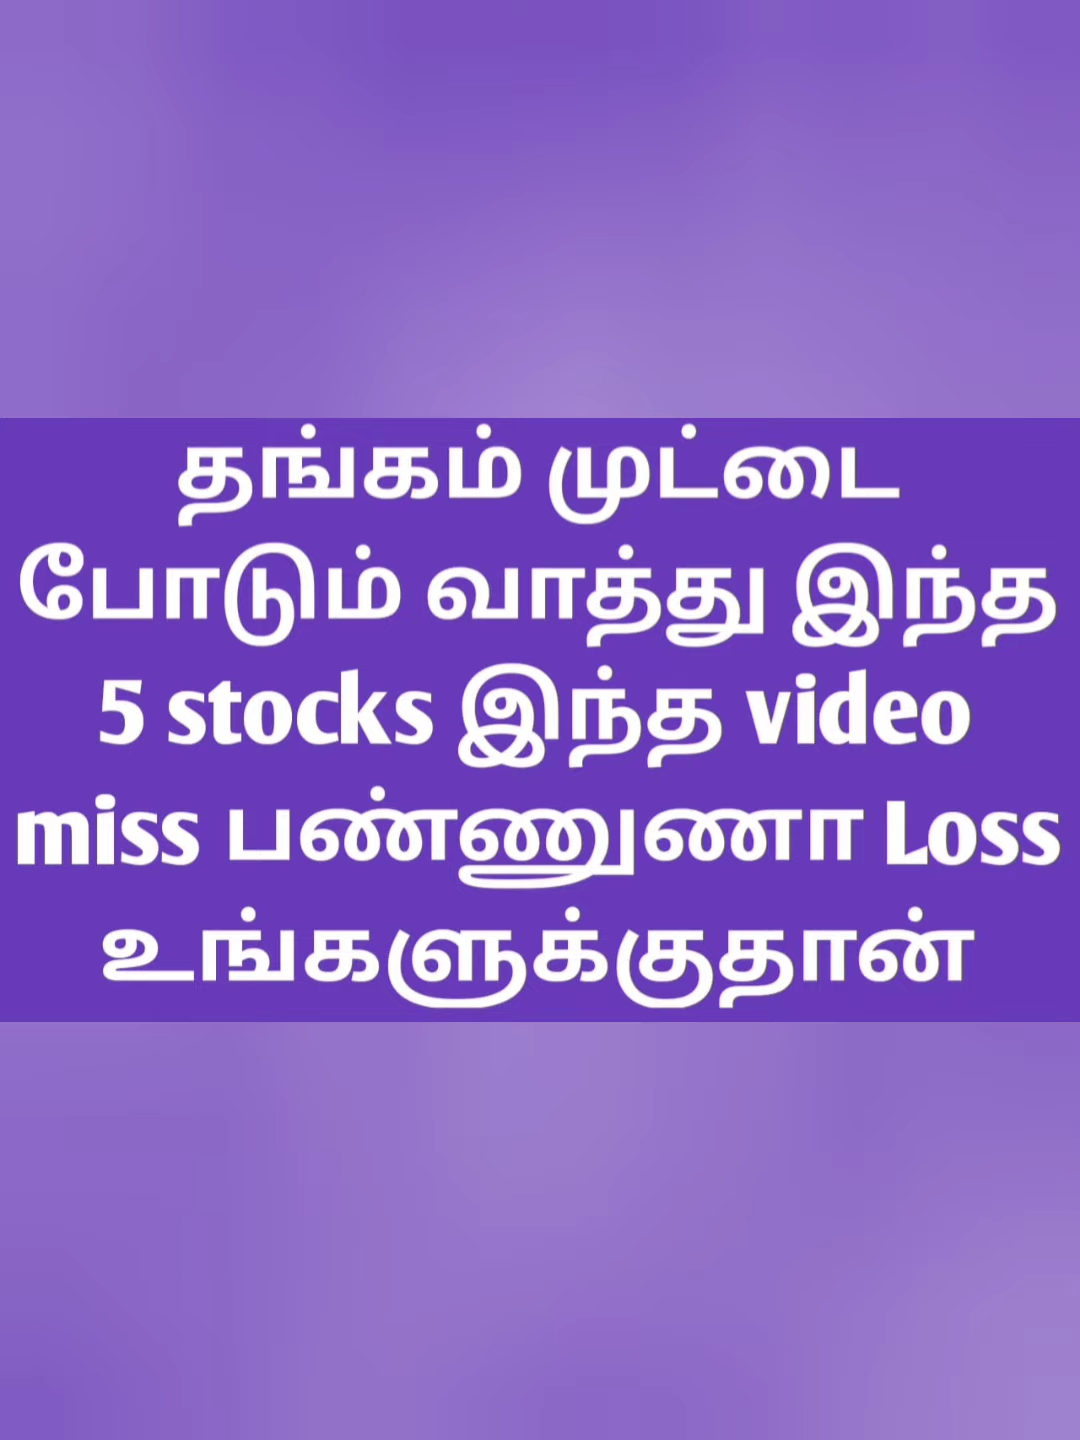 தங்கம் முட்டை
போடும் வாத்து இந்த
5 stocks இந்த video
miss பண்ணுணா Loss
உங்களுக்குதான்